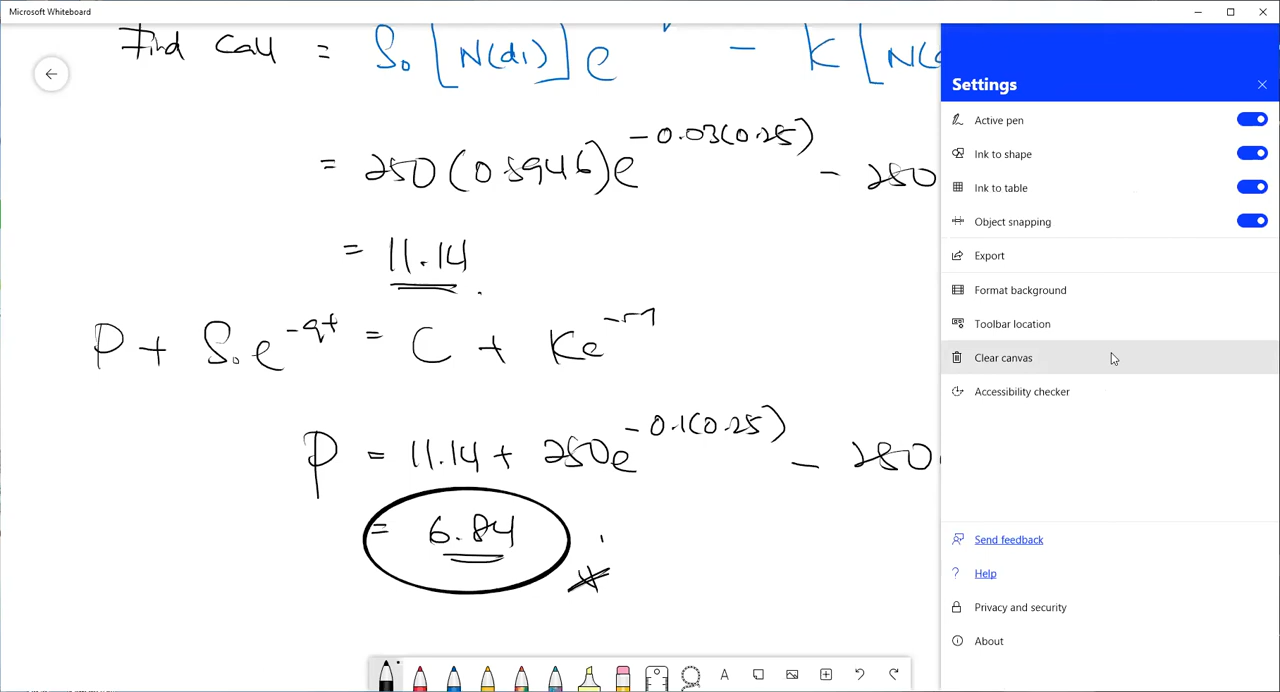 Microsoft Whiteboard
Find Call = S₀ [N(d1)] e - K [N(
= 250 (0.5946) e^-0.03(0.25) - 250
= 11.14
P + S₀e^-qt = C + Ke^-rT
P = 11.14 + 250e^-0.1(0.25) - 250
= 6.84
Settings
Active pen
Ink to shape
Ink to table
Object snapping
Export
Format background
Toolbar location
Clear canvas
Accessibility checker
Send feedback
Help
Privacy and security
About